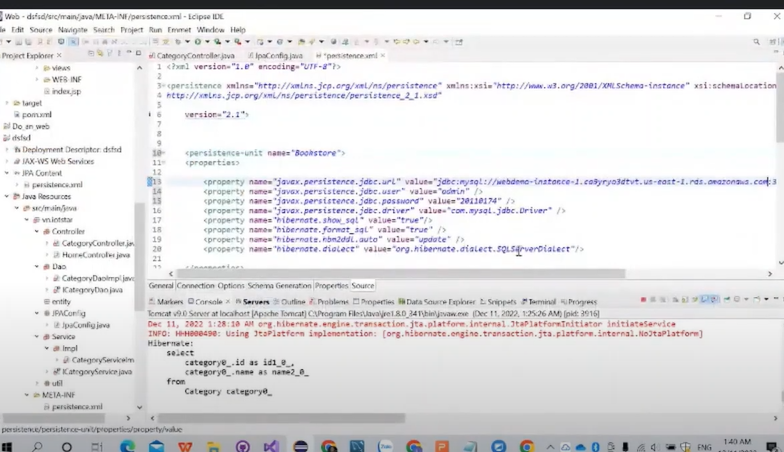 Web - dsfsd/src/main/java/META-INF/persistence.xml - Eclipse IDE
File Edit Source Navigate Search Project Run Emmet Window Help
Project Explorer
views
WEB-INF
index.jsp
target
pom.xml
Do_an_web
dsfsd
Deployment Descriptor: dsfsd
JAX-WS Web Services
JPA Content
persistence.xml
Java Resources
src/main/java
vn.iotstar
Controller
CategoryController.jav
HomeController.java
Dao
CategoryDaoImpl.java
ICategoryDao.java
entity
JPAConfig
JpaConfig.java
Service
Impl
CategoryServiceIm
ICategoryService.java
util
META-INF
persistence.xml
CategoryController.java JpaConfig.java *persistence.xml
1 <?xml version="1.0" encoding="UTF-8"?>
2
3 <persistence xmlns="http://xmlns.jcp.org/xml/ns/persistence" xmlns:xsi="http://www.w3.org/2001/XMLSchema-instance" xsi:schemaLocation
4 http://xmlns.jcp.org/xml/ns/persistence/persistence_2_1.xsd"
5
6 version="2.1">
7
8
9
10 <persistence-unit name="Bookstore">
11 <properties>
12
13 <property name="javax.persistence.jdbc.url" value="jdbc:mysql://webdemo-instance-1.ca9yryo3dtvt.us-east-1.rds.amazonaws.com:3
14 <property name="javax.persistence.jdbc.user" value="admin" />
15 <property name="javax.persistence.jdbc.password" value="20110174" />
16 <property name="javax.persistence.jdbc.driver" value="com.mysql.jdbc.Driver" />
17 <property name="hibernate.show_sql" value="true"/>
18 <property name="hibernate.format_sql" value="true" />
19 <property name="hibernate.hbm2ddl.auto" value="update" />
20 <property name="hibernate.dialect" value="org.hibernate.dialect.SQLServerDialect"/>
General Connection Options Schema Generation Properties Source
Markers Console Servers Outline Problems Properties Data Source Explorer Snippets Terminal Progress
Tomcat v9.0 Server at localhost [Apache Tomcat] C:\Program Files\Java\jre1.8.0_341\bin\javaw.exe (Dec 11, 2022, 1:25:26 AM) [pid: 3916]
Dec 11, 2022 1:28:10 AM org.hibernate.engine.transaction.jta.platform.internal.JtaPlatformInitiator initiateService
INFO: HHH000490: Using JtaPlatform implementation: [org.hibernate.engine.transaction.jta.platform.internal.NoJtaPlatform]
Hibernate:
select
category0_.id as id1_0_,
category0_.name as name2_0_
from
Category category0_
persistence/persistence-unit/properties/property/value
ENG
1:40 AM